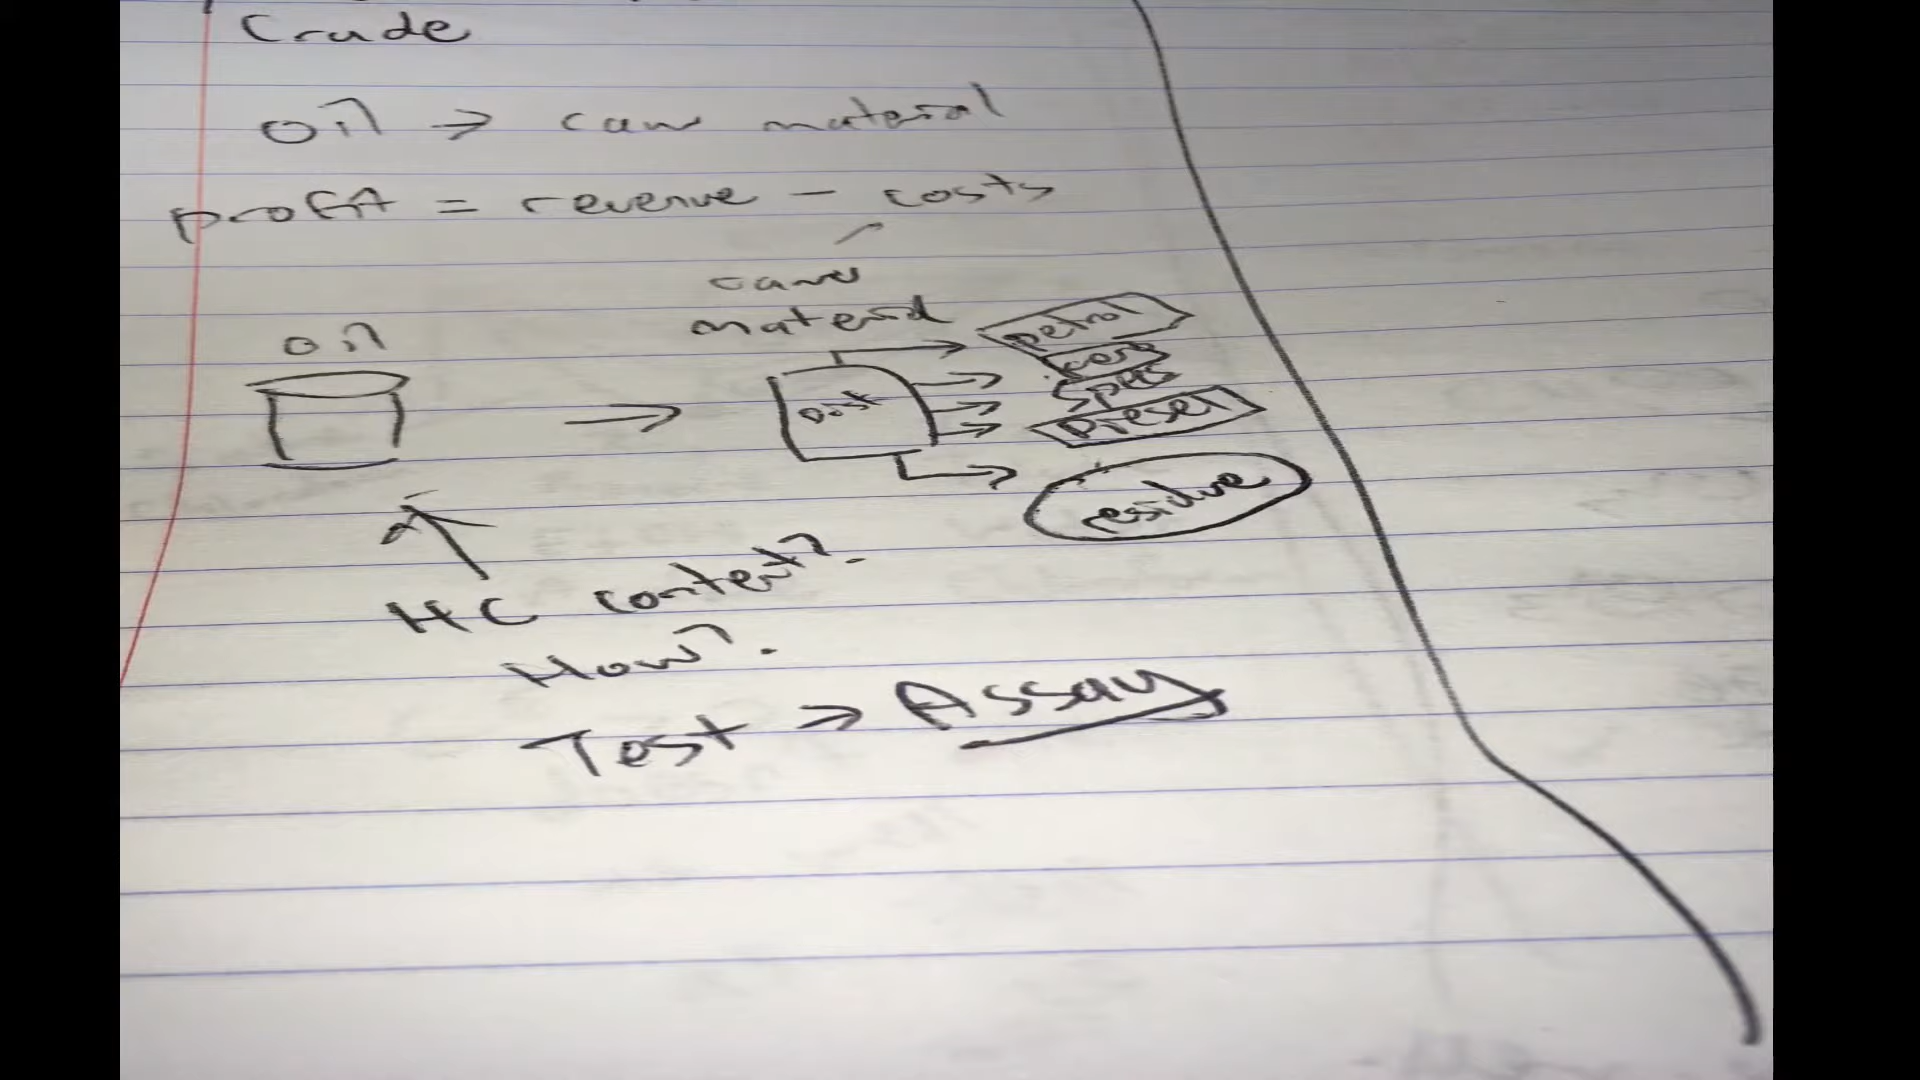 Crude
oil → raw material
profit = revenue - costs
raw
material
oil
Dist
petrol
kero
Diesel
residue
HC content?
How?
Test → Assay